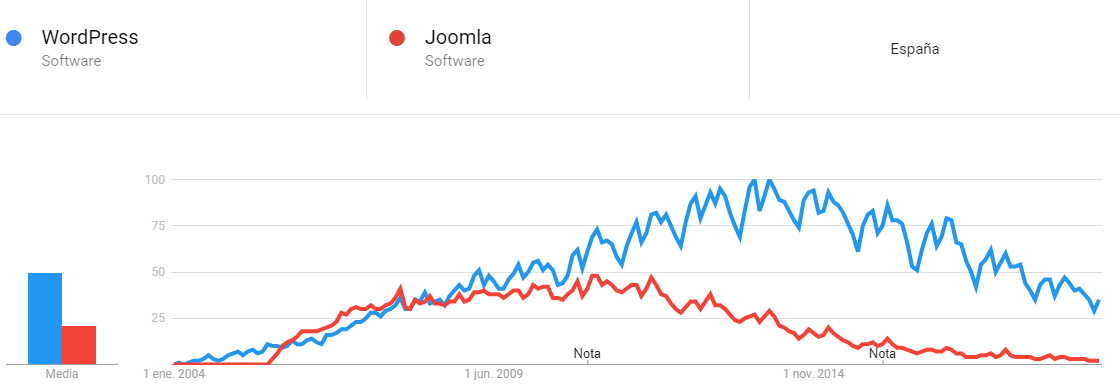 WordPress
Software
Joomla
Software
España
100
75
50
25
Nota
Nota
Media
1 ene. 2004
1 jun. 2009
1 nov. 2014